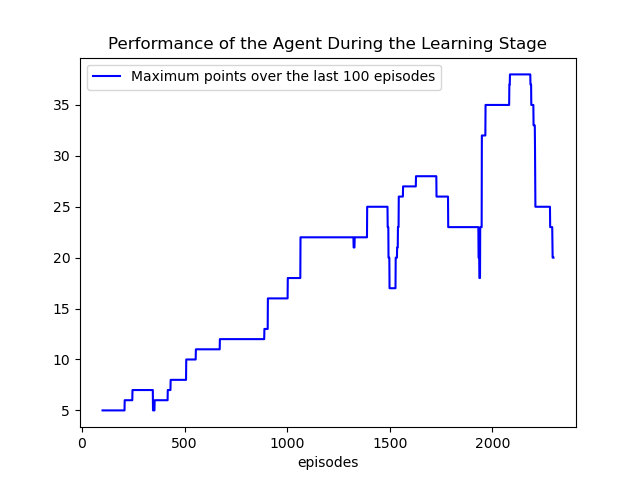 Performance of the Agent During the Learning Stage
Maximum points over the last 100 episodes
35
30
25
20
15
10
5
0 500 1000 1500 2000
episodes